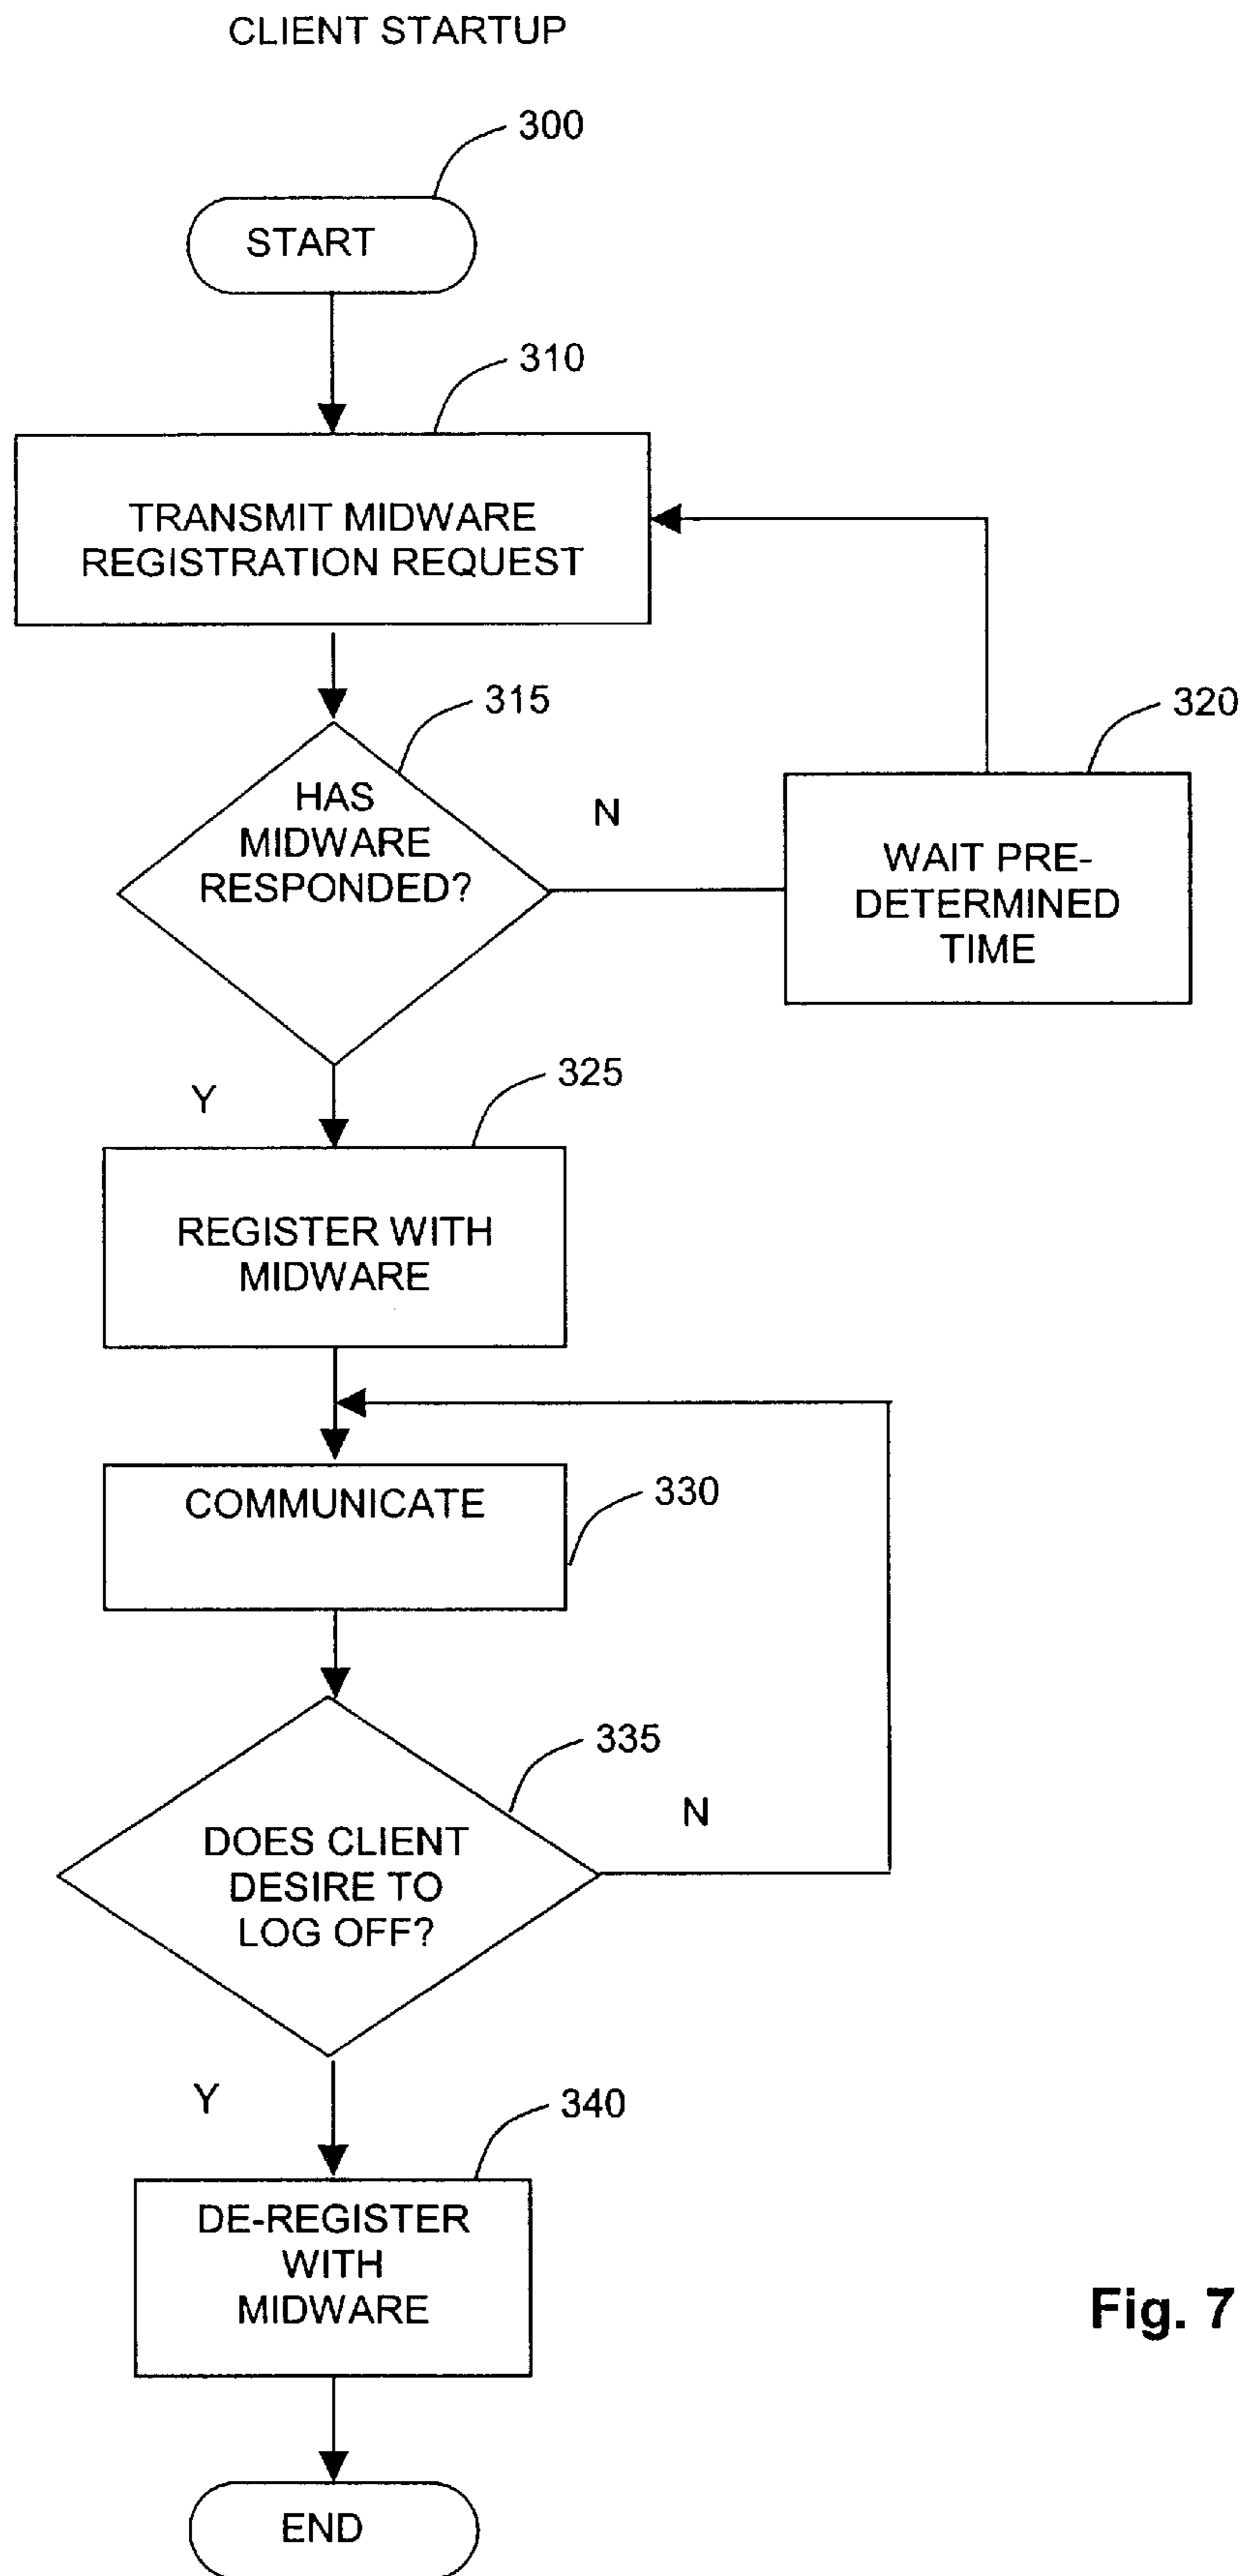 CLIENT STARTUP
300
START
310
TRANSMIT MIDWARE
REGISTRATION REQUEST
315
320
HAS
MIDWARE
RESPONDED?
N
WAIT PRE-
DETERMINED
TIME
Y
325
REGISTER WITH
MIDWARE
COMMUNICATE
330
335
N
DOES CLIENT
DESIRE TO
LOG OFF?
Y
340
DE-REGISTER
WITH
MIDWARE
Fig. 7
END